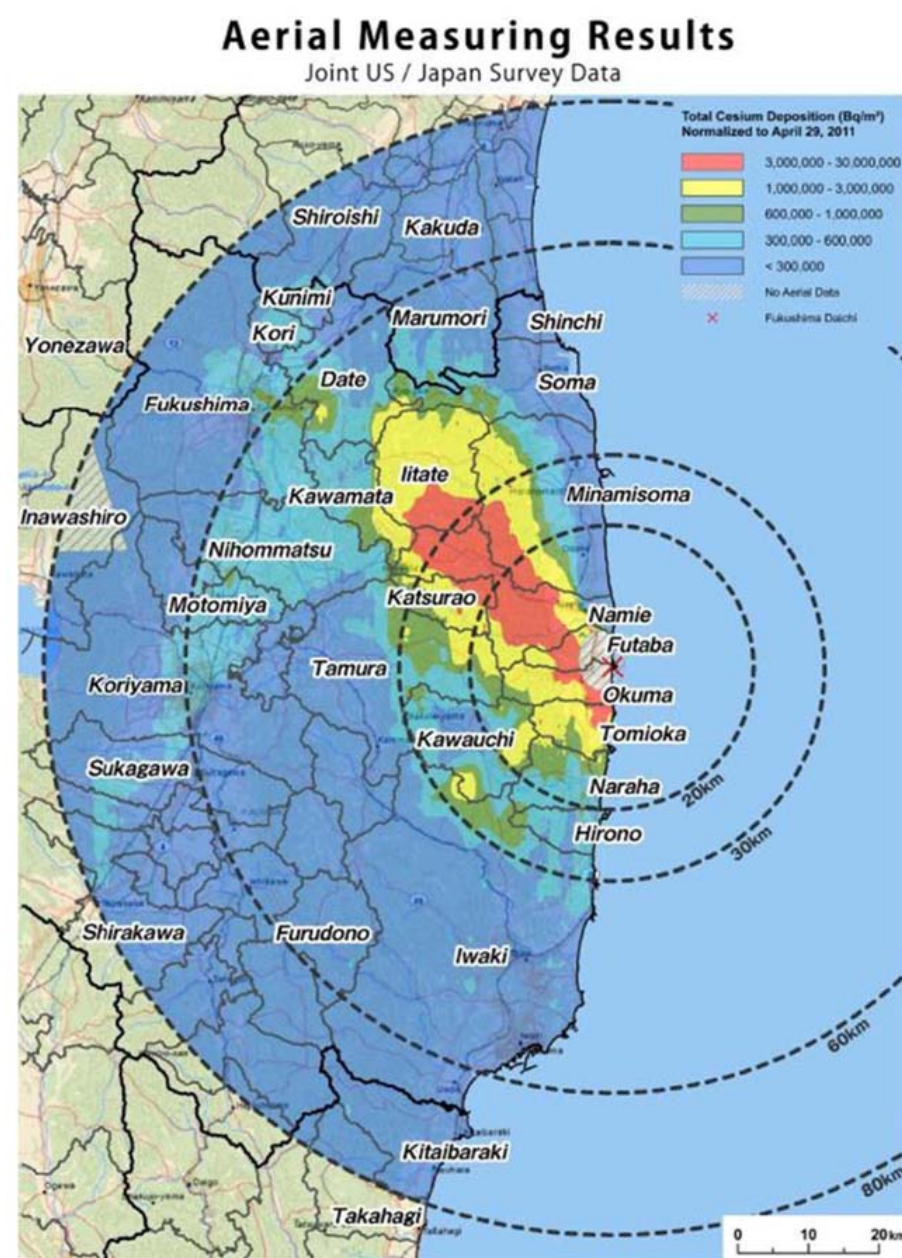 Aerial Measuring Results
Joint US / Japan Survey Data
Total Cesium Deposition (Bq/m²)
Normalized to April 29, 2011
3,000,000 - 30,000,000
1,000,000 - 3,000,000
600,000 - 1,000,000
300,000 - 600,000
< 300,000
No Aerial Data
Fukushima Daiichi
Shiroishi
Kakuda
Kunimi
Marumori
Shinchi
Kori
Yonezawa
Date
Soma
Fukushima
Iitate
Kawamata
Minamisoma
Inawashiro
Nihommatsu
Katsurao
Motomiya
Namie
Futaba
Tamura
Koriyama
Okuma
Kawauchi
Tomioka
Sukagawa
Naraha
20km
Hirono
30km
Shirakawa
Furudono
Iwaki
60km
Kitaibaraki
80km
Takahagi
0 10 20km